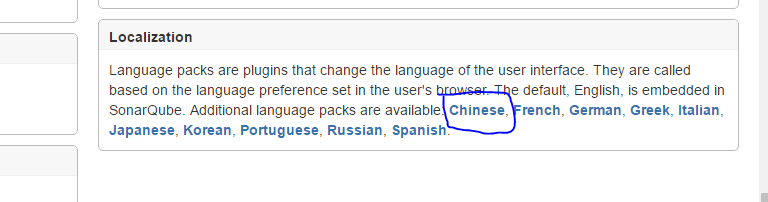 Localization
Language packs are plugins that change the language of the user interface. They are called
based on the language preference set in the user's browser. The default, English, is embedded in
SonarQube. Additional language packs are available: Chinese, French, German, Greek, Italian,
Japanese, Korean, Portuguese, Russian, Spanish.